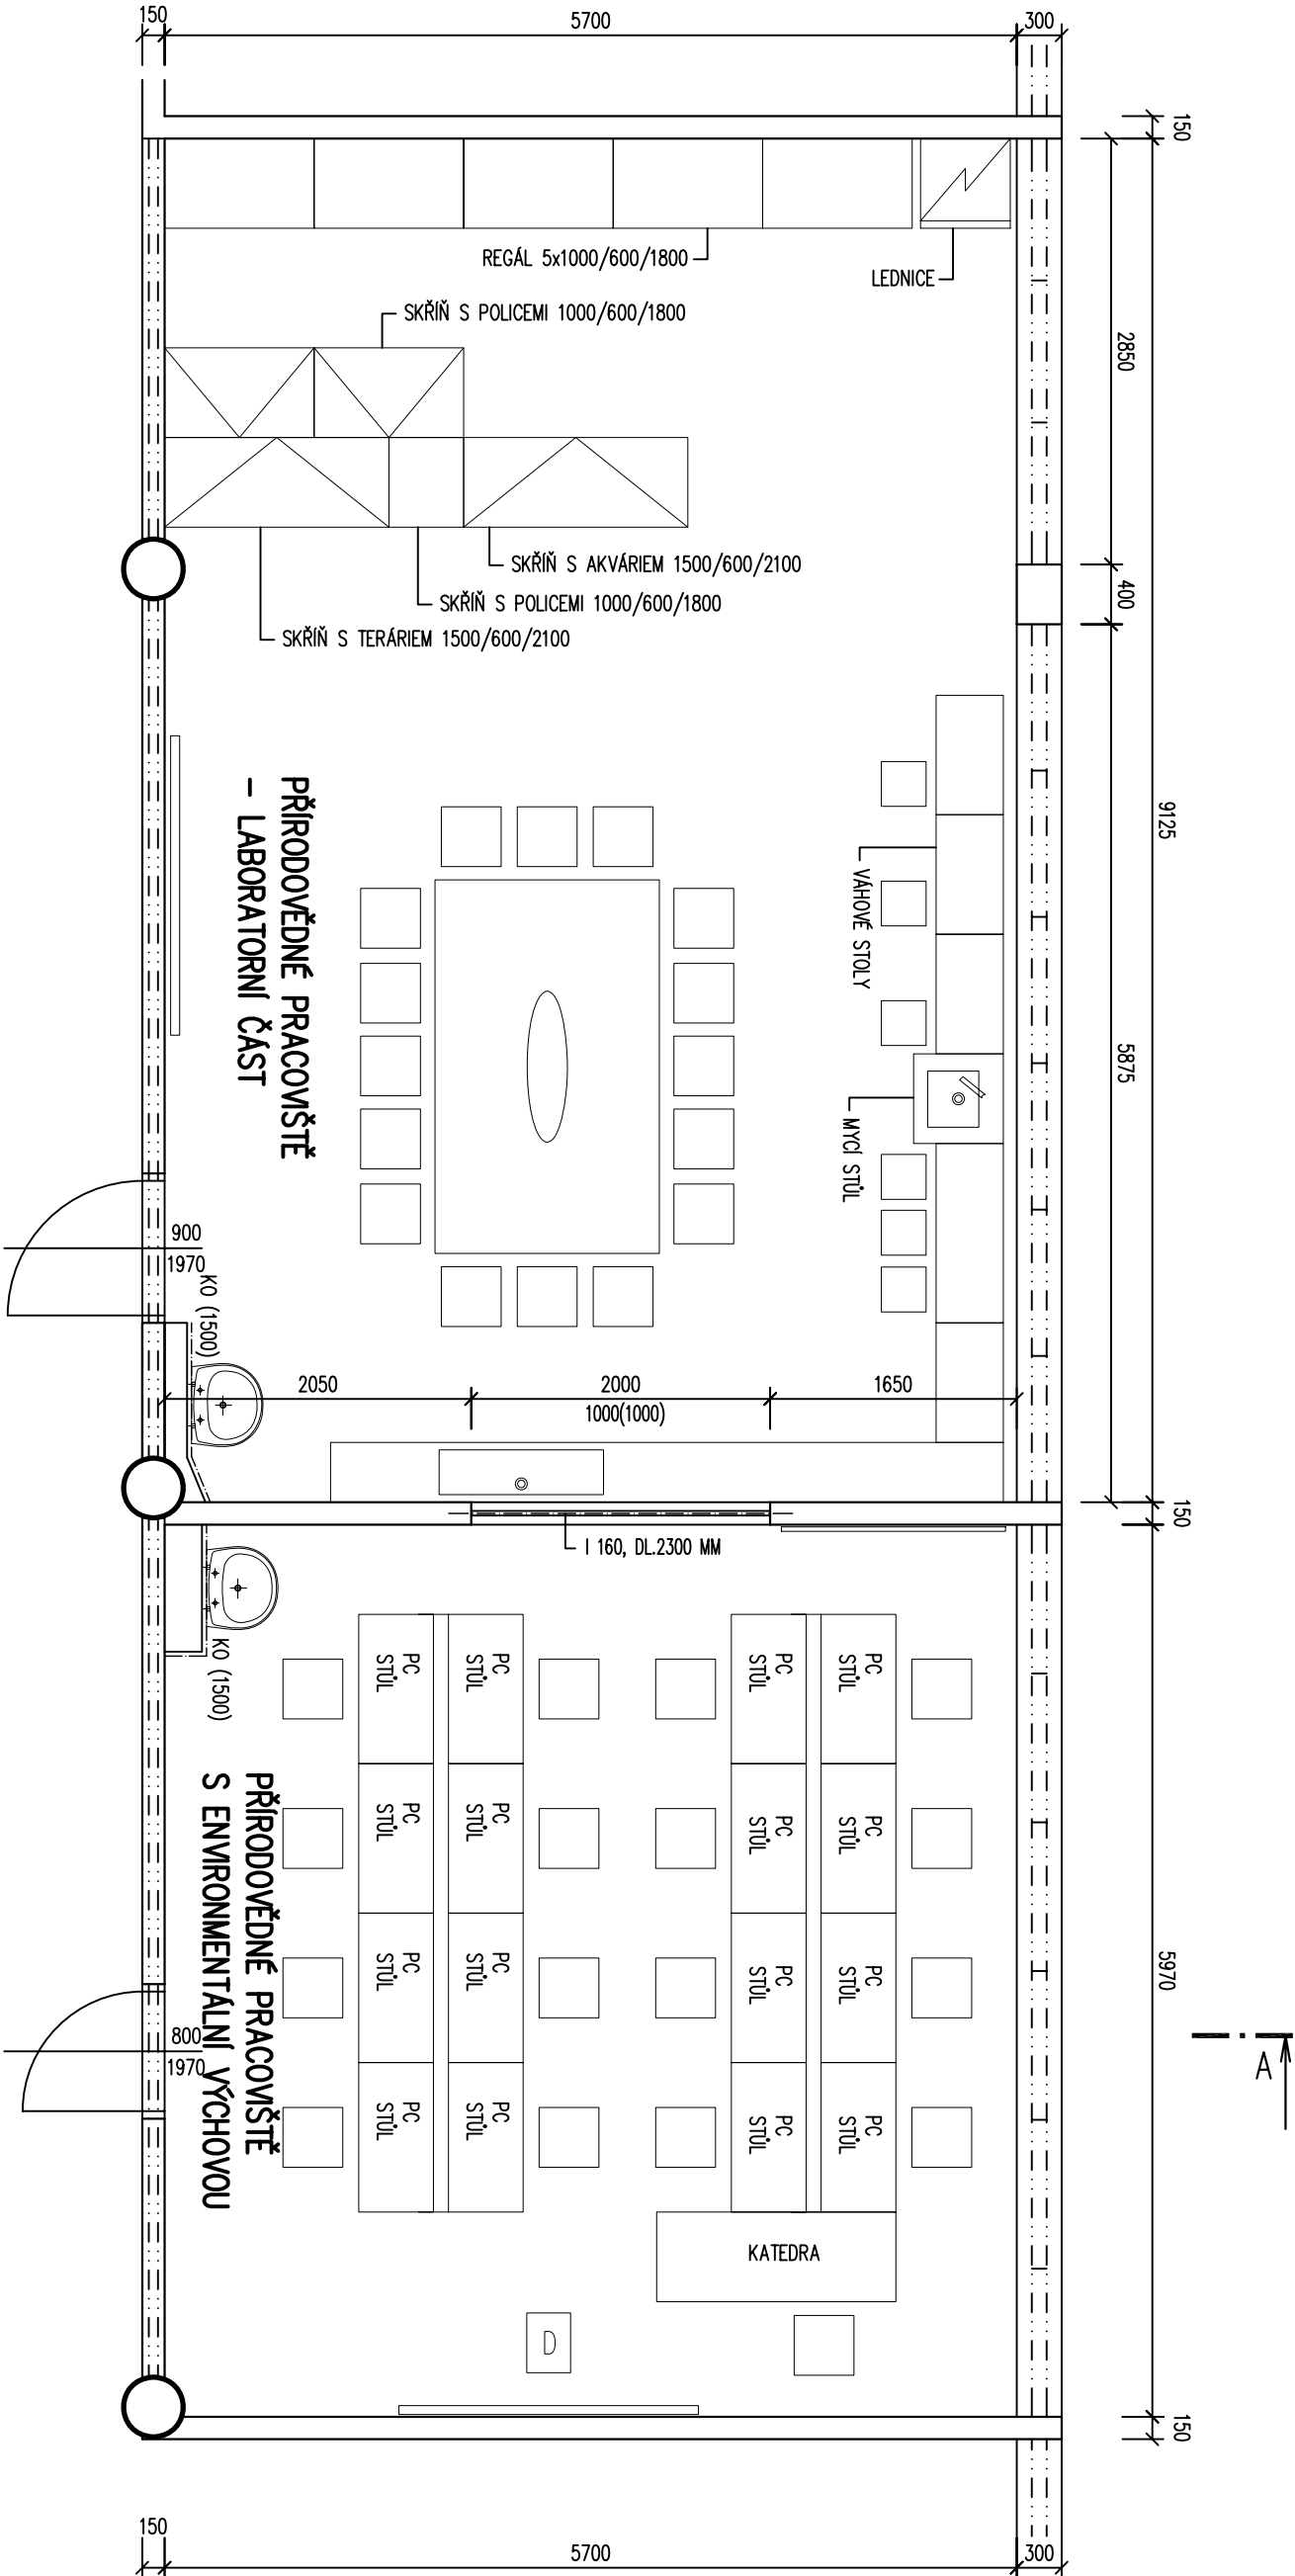 150
5700
300
150
2850
9125
400
5875
150
5970
150
REGÁL 5x1000/600/1800
LEDNICE
SKŘÍŇ S POLICEMI 1000/600/1800
SKŘÍŇ S AKVÁRIEM 1500/600/2100
SKŘÍŇ S POLICEMI 1000/600/1800
SKŘÍŇ S TERÁRIEM 1500/600/2100
VÁHOVÉ STOLY
MYCÍ STŮL
PŘÍRODOVĚDNÉ PRACOVIŠTĚ
– LABORATORNÍ ČÁST
900
1970
KO (1500)
2050
2000
1000(1000)
1650
I 160, DL.2300 MM
KO (1500)
PC
STŮL
PC
STŮL
PC
STŮL
PC
STŮL
PC
STŮL
PC
STŮL
PC
STŮL
PC
STŮL
PC
STŮL
PC
STŮL
PC
STŮL
PC
STŮL
PC
STŮL
PC
STŮL
PC
STŮL
PC
STŮL
PŘÍRODOVĚDNÉ PRACOVIŠTĚ
S ENVIRONMENTÁLNÍ VÝCHOVOU
800
1970
A
KATEDRA
D
150
5700
300